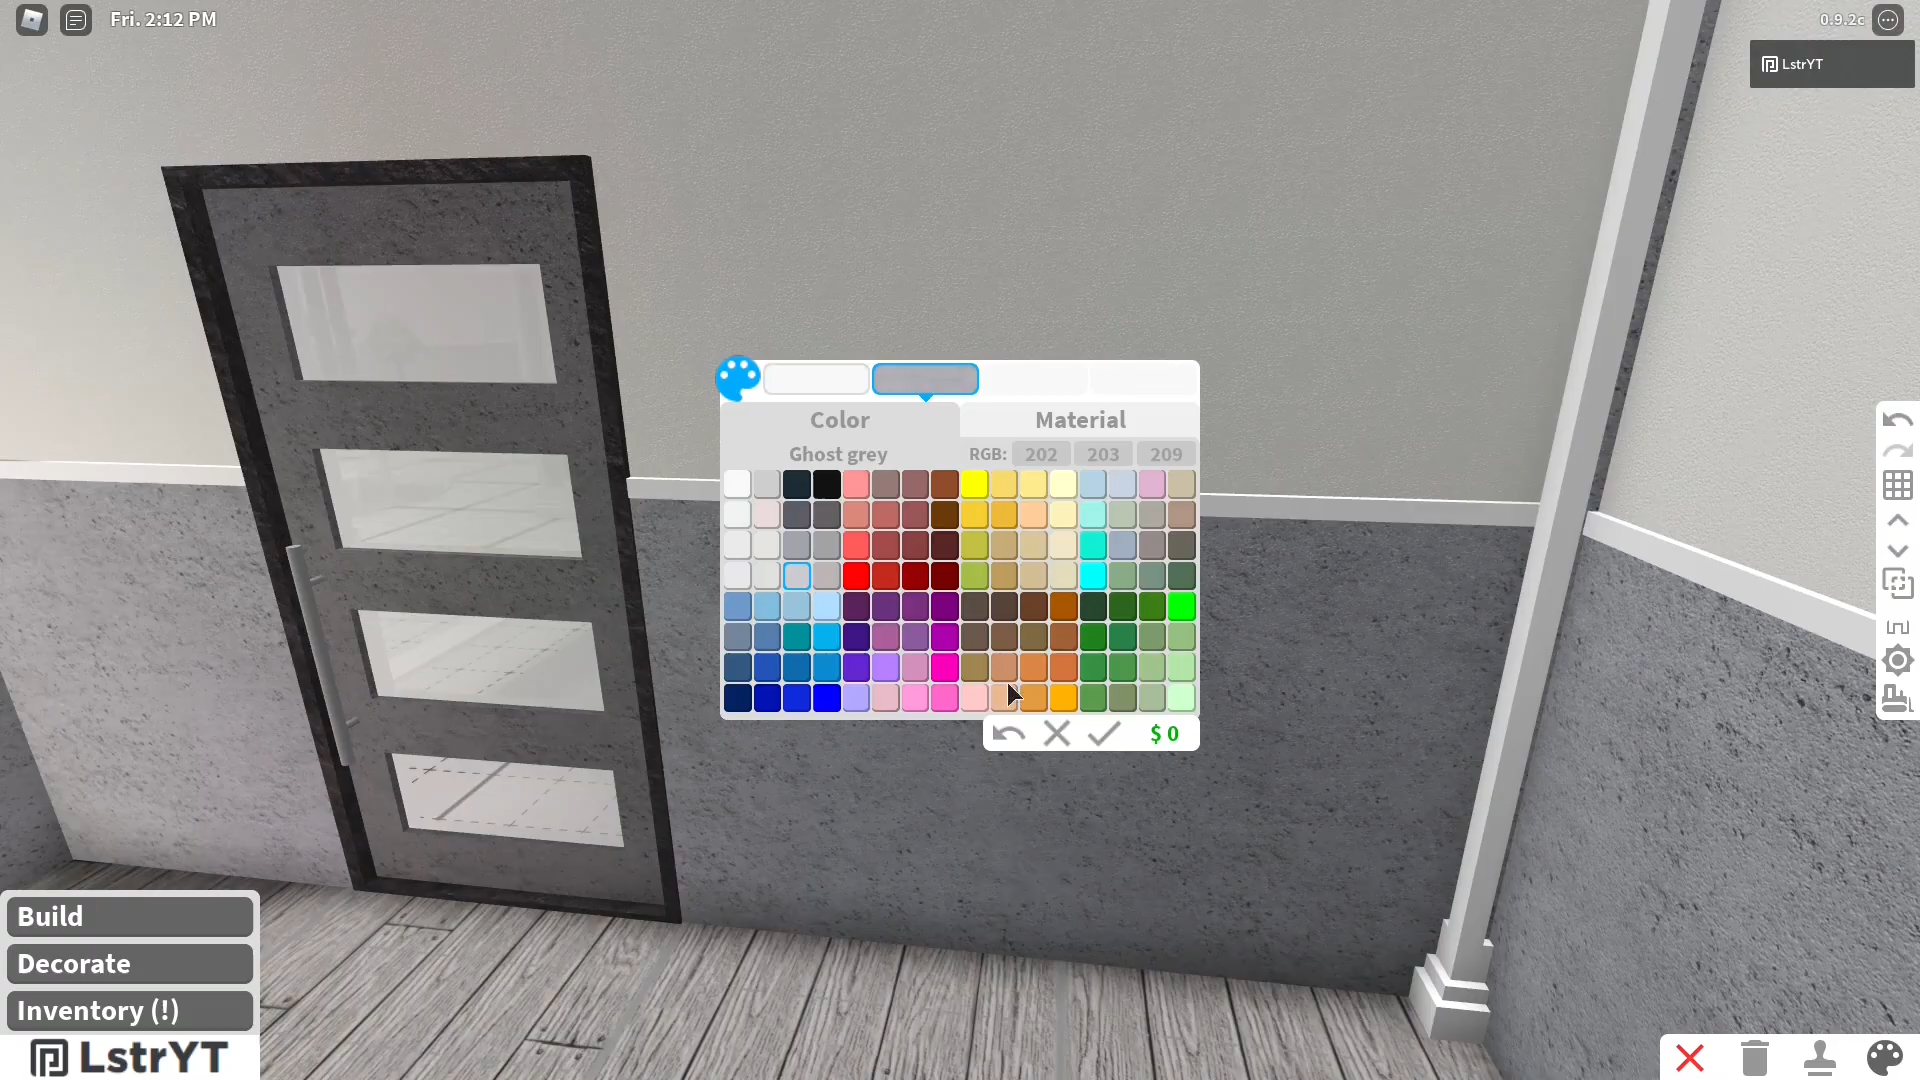 Fri. 2:12 PM
0.9.2c
LstrYT
Color
Material
Ghost grey
RGB: 202 203 209
$ 0
Build
Decorate
Inventory (!)
LstrYT